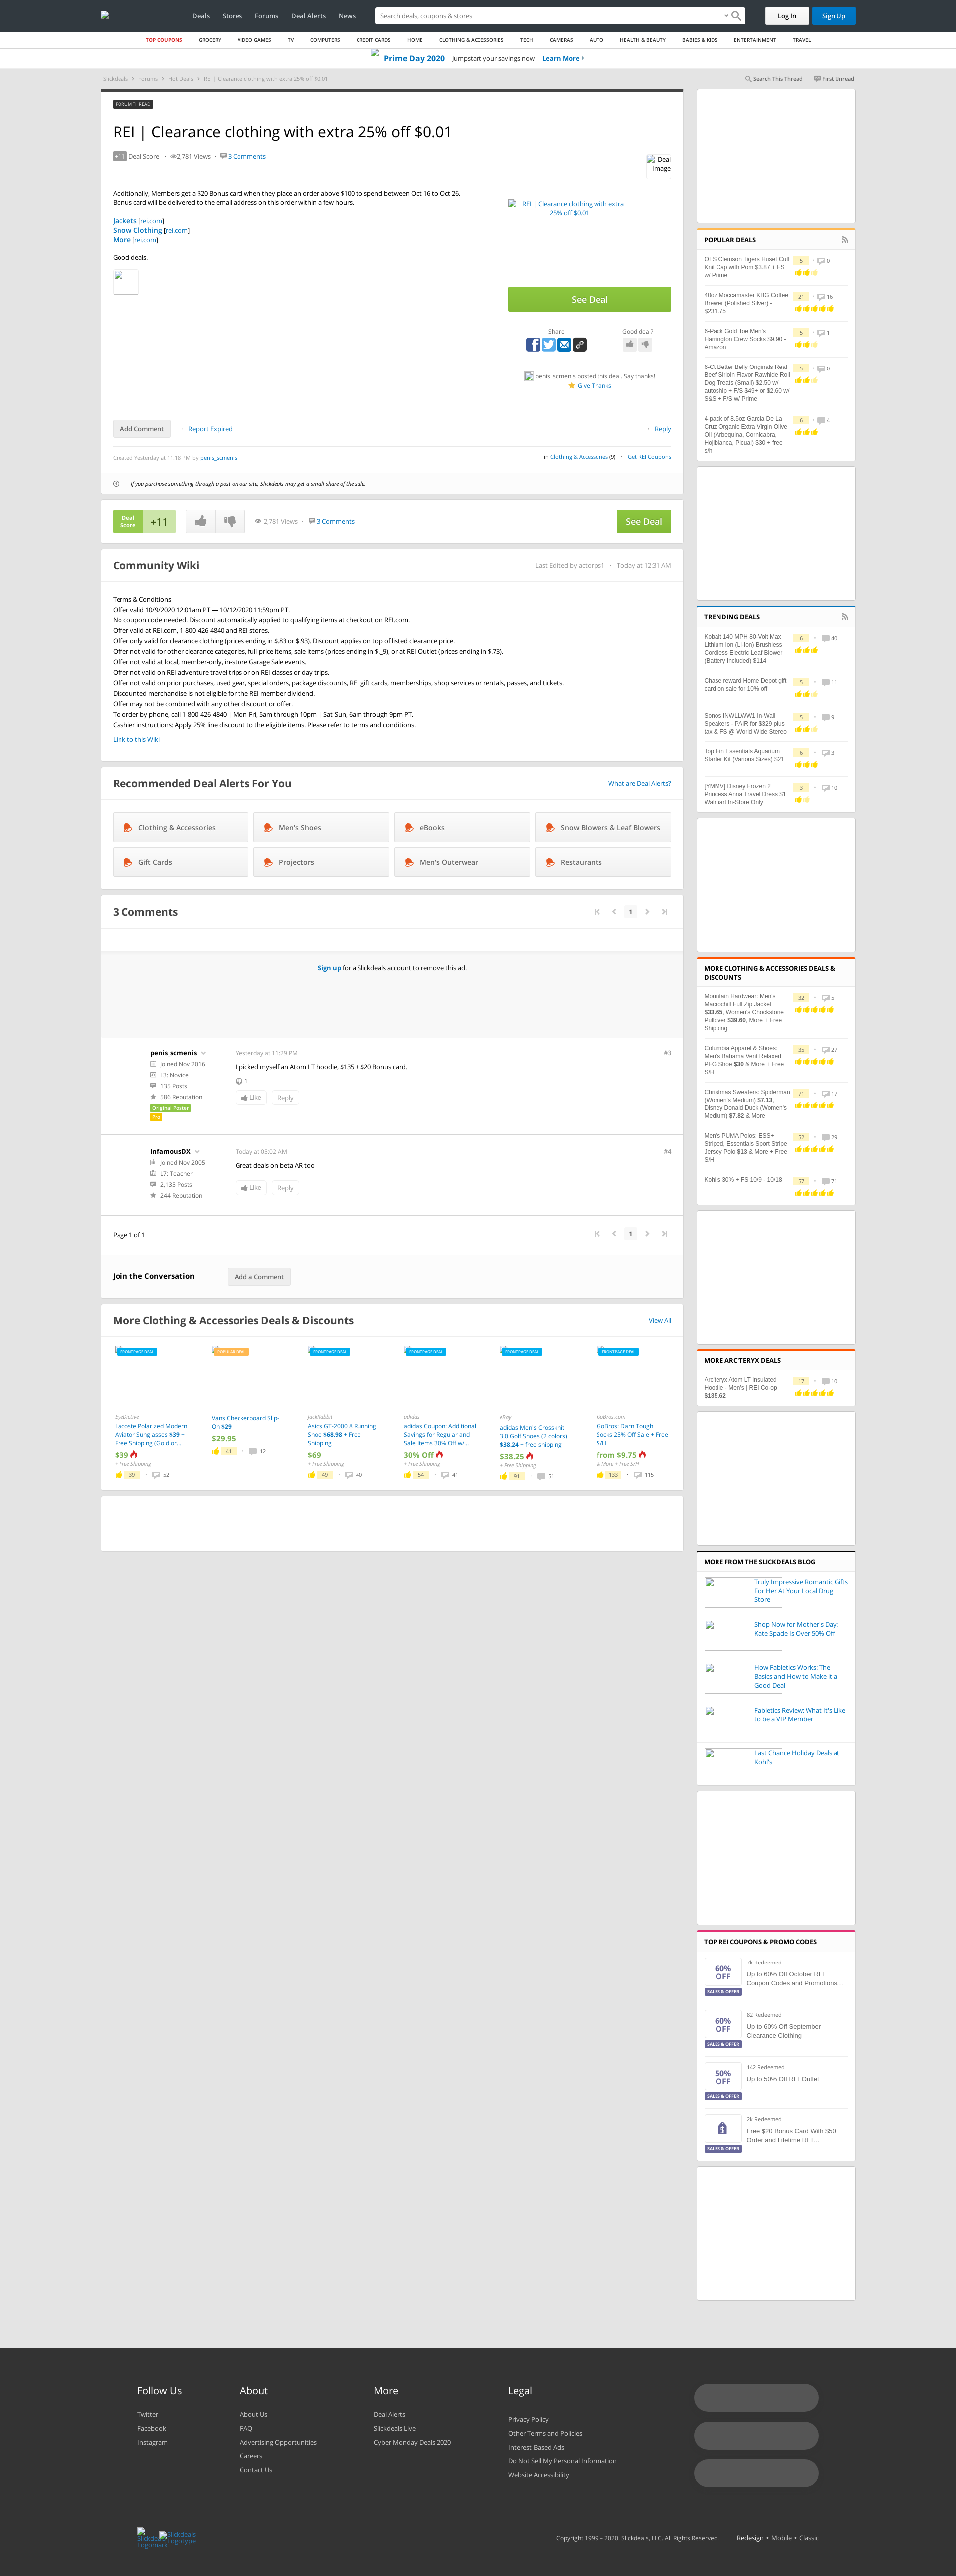 Deals Stores Forums Deal Alerts News
Search deals, coupons & stores
Log In
Sign Up
TOP COUPONS GROCERY VIDEO GAMES TV COMPUTERS CREDIT CARDS HOME CLOTHING & ACCESSORIES TECH CAMERAS AUTO HEALTH & BEAUTY BABIES & KIDS ENTERTAINMENT TRAVEL
Prime Day 2020 Jumpstart your savings now Learn More
Slickdeals Forums Hot Deals REI | Clearance clothing with extra 25% off $0.01
Search This Thread First Unread
FORUM THREAD
REI | Clearance clothing with extra 25% off $0.01
+11 Deal Score 2,781 Views 3 Comments
Deal Image
Additionally, Members get a $20 Bonus card when they place an order above $100 to spend between Oct 16 to Oct 26.
Bonus card will be delivered to the email address on this order within a few hours.
Jackets [rei.com]
Snow Clothing [rei.com]
More [rei.com]
Good deals.
REI | Clearance clothing with extra
25% off $0.01
See Deal
Share Good deal?
penis_scmenis posted this deal. Say thanks!
Give Thanks
Add Comment Report Expired Reply
Created Yesterday at 11:18 PM by penis_scmenis
in Clothing & Accessories (9) Get REI Coupons
If you purchase something through a post on our site, Slickdeals may get a small share of the sale.
Deal Score +11
2,781 Views 3 Comments
See Deal
Community Wiki
Last Edited by actorps1 Today at 12:31 AM
Terms & Conditions
Offer valid 10/9/2020 12:01am PT — 10/12/2020 11:59pm PT.
No coupon code needed. Discount automatically applied to qualifying items at checkout on REI.com.
Offer valid at REI.com, 1-800-426-4840 and REI stores.
Offer only valid for clearance clothing (prices ending in $.83 or $.93). Discount applies on top of listed clearance price.
Offer not valid for other clearance categories, full-price items, sale items (prices ending in $._9), or at REI Outlet (prices ending in $.73).
Offer not valid at local, member-only, in-store Garage Sale events.
Offer not valid on REI adventure travel trips or on REI classes or day trips.
Offer not valid on prior purchases, used gear, special orders, package discounts, REI gift cards, memberships, shop services or rentals, passes, and tickets.
Discounted merchandise is not eligible for the REI member dividend.
Offer may not be combined with any other discount or offer.
To order by phone, call 1-800-426-4840 | Mon-Fri, 5am through 10pm | Sat-Sun, 6am through 9pm PT.
Cashier instructions: Apply 25% line discount to the eligible items. Please refer to terms and conditions.
Link to this Wiki
Recommended Deal Alerts For You
What are Deal Alerts?
Clothing & Accessories
Men's Shoes
eBooks
Snow Blowers & Leaf Blowers
Gift Cards
Projectors
Men's Outerwear
Restaurants
3 Comments
1
Sign up for a Slickdeals account to remove this ad.
penis_scmenis
Joined Nov 2016
L3: Novice
135 Posts
586 Reputation
Original Poster
Pro
Yesterday at 11:29 PM
#3
I picked myself an Atom LT hoodie, $135 + $20 Bonus card.
1
Like
Reply
InfamousDX
Joined Nov 2005
L7: Teacher
2,135 Posts
244 Reputation
Today at 05:02 AM
#4
Great deals on beta AR too
Like
Reply
Page 1 of 1
1
Join the Conversation
Add a Comment
More Clothing & Accessories Deals & Discounts
View All
FRONTPAGE DEAL
EyeDictive
Lacoste Polarized Modern
Aviator Sunglasses $39 +
Free Shipping (Gold or...
$39
+ Free Shipping
39 52
POPULAR DEAL
Vans Checkerboard Slip-
On $29
$29.95
41 12
FRONTPAGE DEAL
JackRabbit
Asics GT-2000 8 Running
Shoe $68.98 + Free
Shipping
$69
+ Free Shipping
49 40
FRONTPAGE DEAL
adidas
adidas Coupon: Additional
Savings for Regular and
Sale Items 30% Off w/...
30% Off
+ Free Shipping
54 41
FRONTPAGE DEAL
eBay
adidas Men's Crossknit
3.0 Golf Shoes (2 colors)
$38.24 + free shipping
$38.25
+ Free Shipping
91 51
FRONTPAGE DEAL
GoBros.com
GoBros: Darn Tough
Socks 25% Off Sale + Free
S/H
from $9.75
& More + Free S/H
133 115
POPULAR DEALS
OTS Clemson Tigers Huset Cuff
Knit Cap with Pom $3.87 + FS
w/ Prime
5 0
40oz Moccamaster KBG Coffee
Brewer (Polished Silver) -
$231.75
21 16
6-Pack Gold Toe Men's
Harrington Crew Socks $9.90 -
Amazon
5 1
6-Ct Better Belly Originals Real
Beef Sirloin Flavor Rawhide Roll
Dog Treats (Small) $2.50 w/
autoship + F/S $49+ or $2.60 w/
S&S + F/S w/ Prime
5 0
4-pack of 8.5oz Garcia De La
Cruz Organic Extra Virgin Olive
Oil (Arbequina, Cornicabra,
Hojiblanca, Picual) $30 + free
s/h
6 4
TRENDING DEALS
Kobalt 140 MPH 80-Volt Max
Lithium Ion (Li-Ion) Brushless
Cordless Electric Leaf Blower
(Battery Included) $114
6 40
Chase reward Home Depot gift
card on sale for 10% off
5 11
Sonos INWLLWW1 In-Wall
Speakers - PAIR for $329 plus
tax & FS @ World Wide Stereo
5 9
Top Fin Essentials Aquarium
Starter Kit (Various Sizes) $21
6 3
[YMMV] Disney Frozen 2
Princess Anna Travel Dress $1
Walmart In-Store Only
3 10
MORE CLOTHING & ACCESSORIES DEALS &
DISCOUNTS
Mountain Hardwear: Men's
Macrochill Full Zip Jacket
$33.65, Women's Chockstone
Pullover $39.60, More + Free
Shipping
32 5
Columbia Apparel & Shoes:
Men's Bahama Vent Relaxed
PFG Shoe $30 & More + Free
S/H
35 27
Christmas Sweaters: Spiderman
(Women's Medium) $7.13,
Disney Donald Duck (Women's
Medium) $7.82 & More
71 17
Men's PUMA Polos: ESS+
Striped, Essentials Sport Stripe
Jersey Polo $13 & More + Free
S/H
52 29
Kohl's 30% + FS 10/9 - 10/18
57 71
MORE ARC'TERYX DEALS
Arc'teryx Atom LT Insulated
Hoodie - Men's | REI Co-op
$135.62
17 10
MORE FROM THE SLICKDEALS BLOG
Truly Impressive Romantic Gifts
For Her At Your Local Drug
Store
Shop Now for Mother's Day:
Kate Spade Is Over 50% Off
How Fabletics Works: The
Basics and How to Make it a
Good Deal
Fabletics Review: What It's Like
to be a VIP Member
Last Chance Holiday Deals at
Kohl's
TOP REI COUPONS & PROMO CODES
60% OFF
SALES & OFFER
7k Redeemed
Up to 60% Off October REI
Coupon Codes and Promotions…
60% OFF
SALES & OFFER
82 Redeemed
Up to 60% Off September
Clearance Clothing
50% OFF
SALES & OFFER
142 Redeemed
Up to 50% Off REI Outlet
SALES & OFFER
2k Redeemed
Free $20 Bonus Card With $50
Order and Lifetime REI…
Follow Us
Twitter
Facebook
Instagram
About
About Us
FAQ
Advertising Opportunities
Careers
Contact Us
More
Deal Alerts
Slickdeals Live
Cyber Monday Deals 2020
Legal
Privacy Policy
Other Terms and Policies
Interest-Based Ads
Do Not Sell My Personal Information
Website Accessibility
Slickdeals Logomark
Slickdeals Logotype
Copyright 1999 – 2020. Slickdeals, LLC. All Rights Reserved.
Redesign • Mobile • Classic